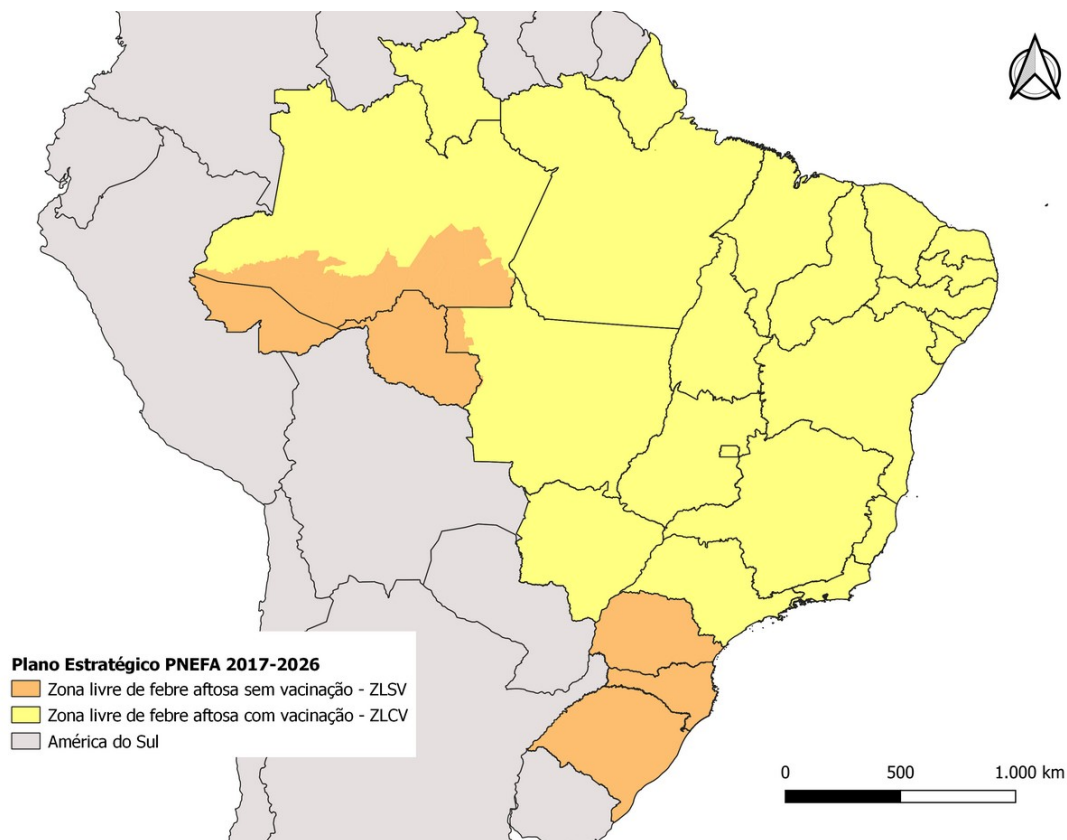 Plano Estratégico PNEFA 2017-2026
Zona livre de febre aftosa sem vacinação - ZLSV
Zona livre de febre aftosa com vacinação - ZLCV
América do Sul
0 500 1.000 km